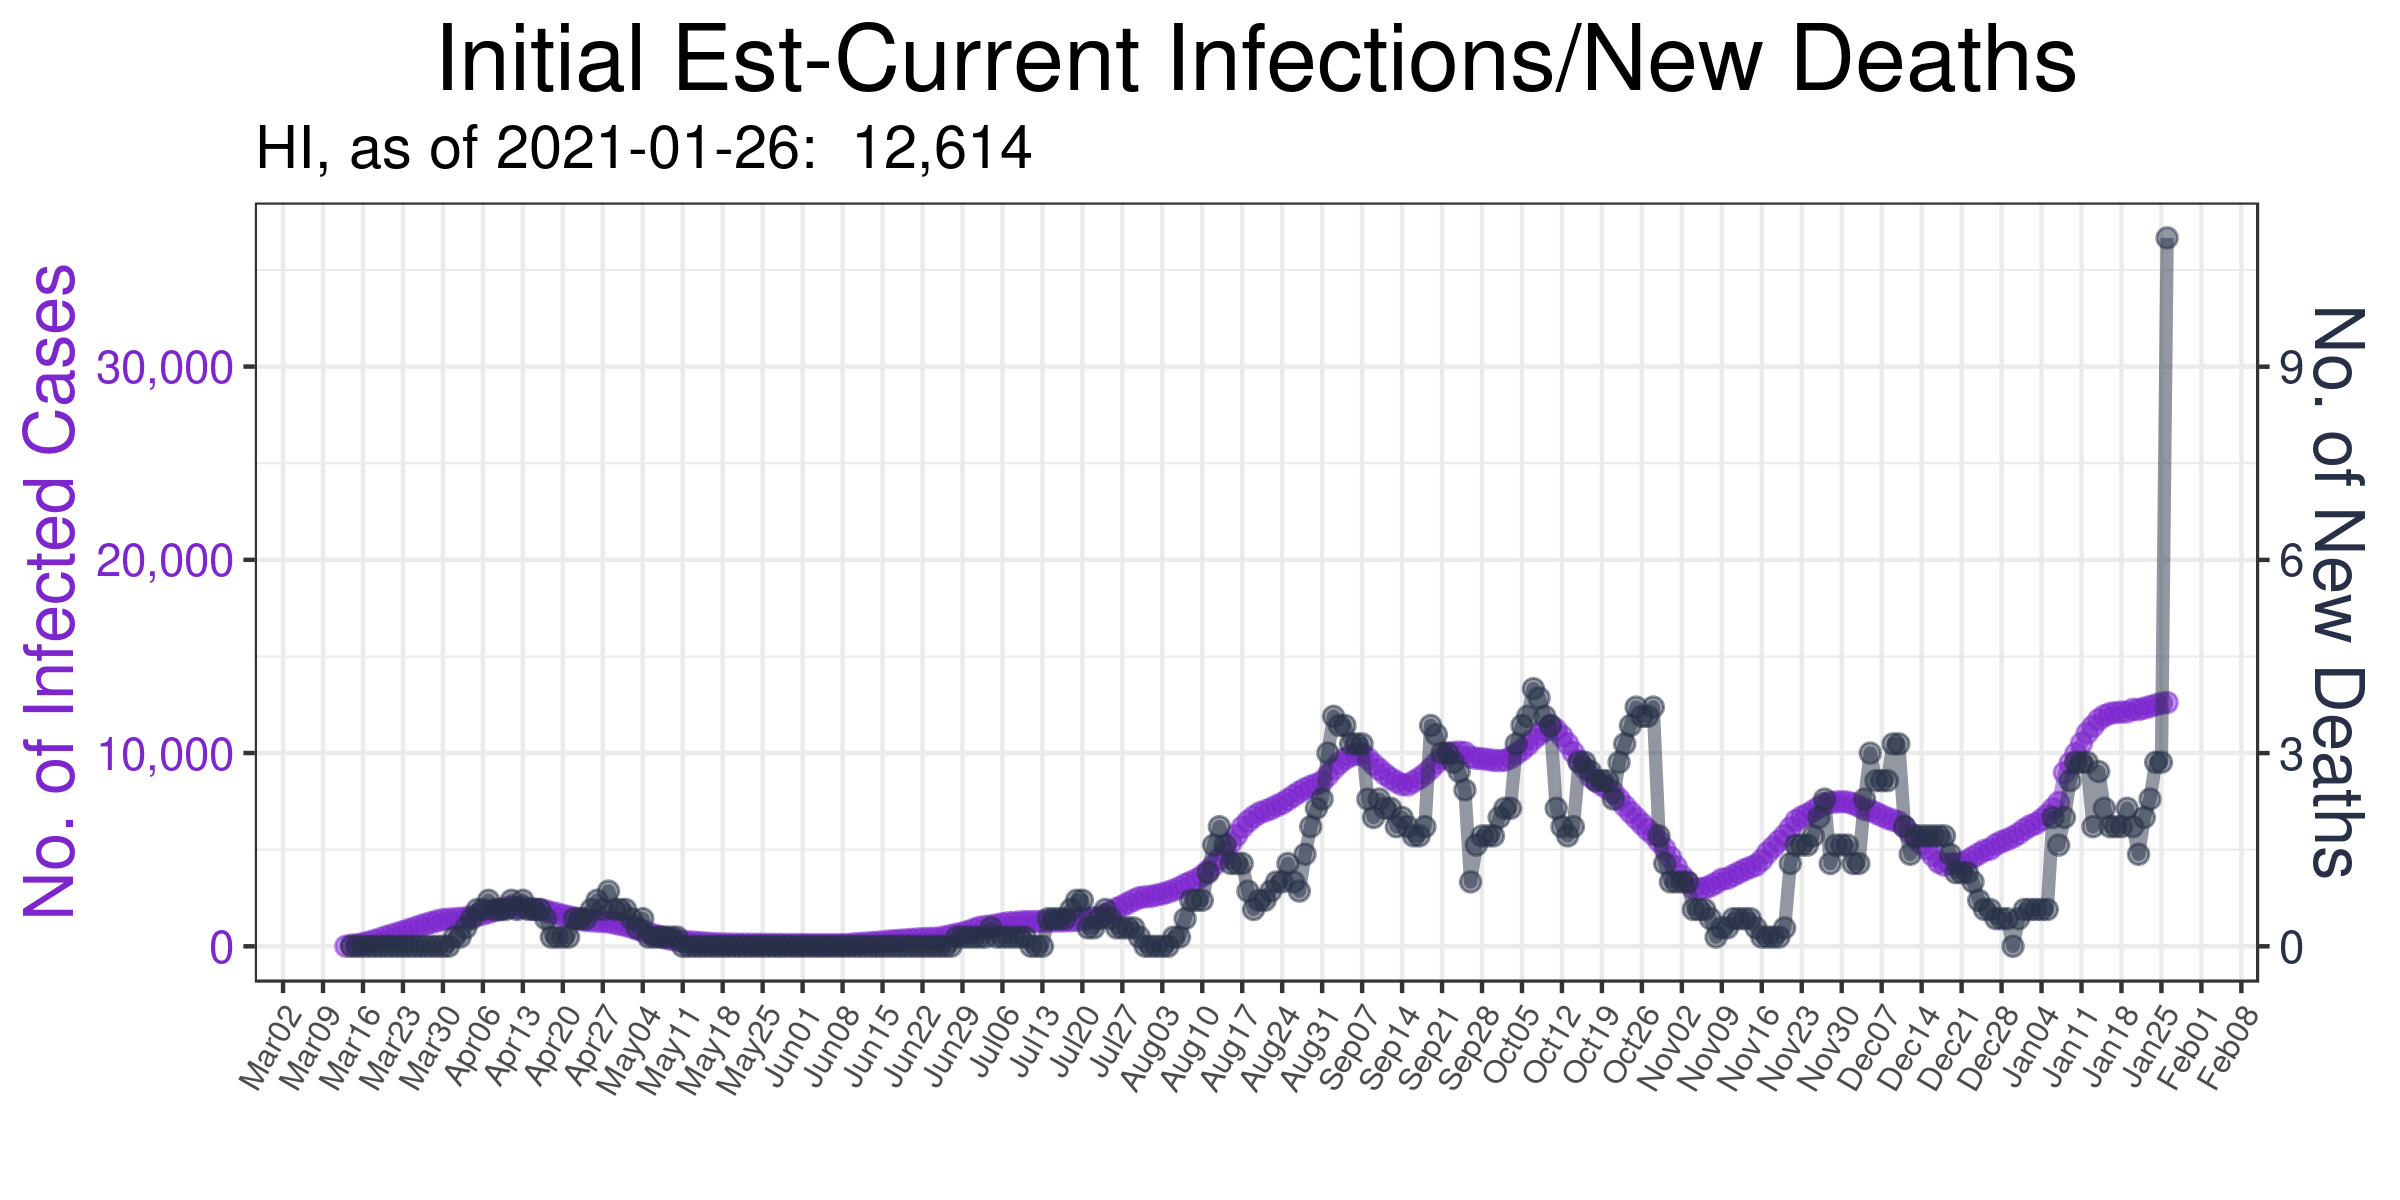 Initial Est-Current Infections/New Deaths
HI, as of 2021-01-26: 12,614
No. of Infected Cases
30,000
20,000
10,000
0
No. of New Deaths
9
6
3
0
Mar02
Mar09
Mar16
Mar23
Mar30
Apr06
Apr13
Apr20
Apr27
May04
May11
May18
May25
Jun01
Jun08
Jun15
Jun22
Jun29
Jul06
Jul13
Jul20
Jul27
Aug03
Aug10
Aug17
Aug24
Aug31
Sep07
Sep14
Sep21
Sep28
Oct05
Oct12
Oct19
Oct26
Nov02
Nov09
Nov16
Nov23
Nov30
Dec07
Dec14
Dec21
Dec28
Jan04
Jan11
Jan18
Jan25
Feb01
Feb08